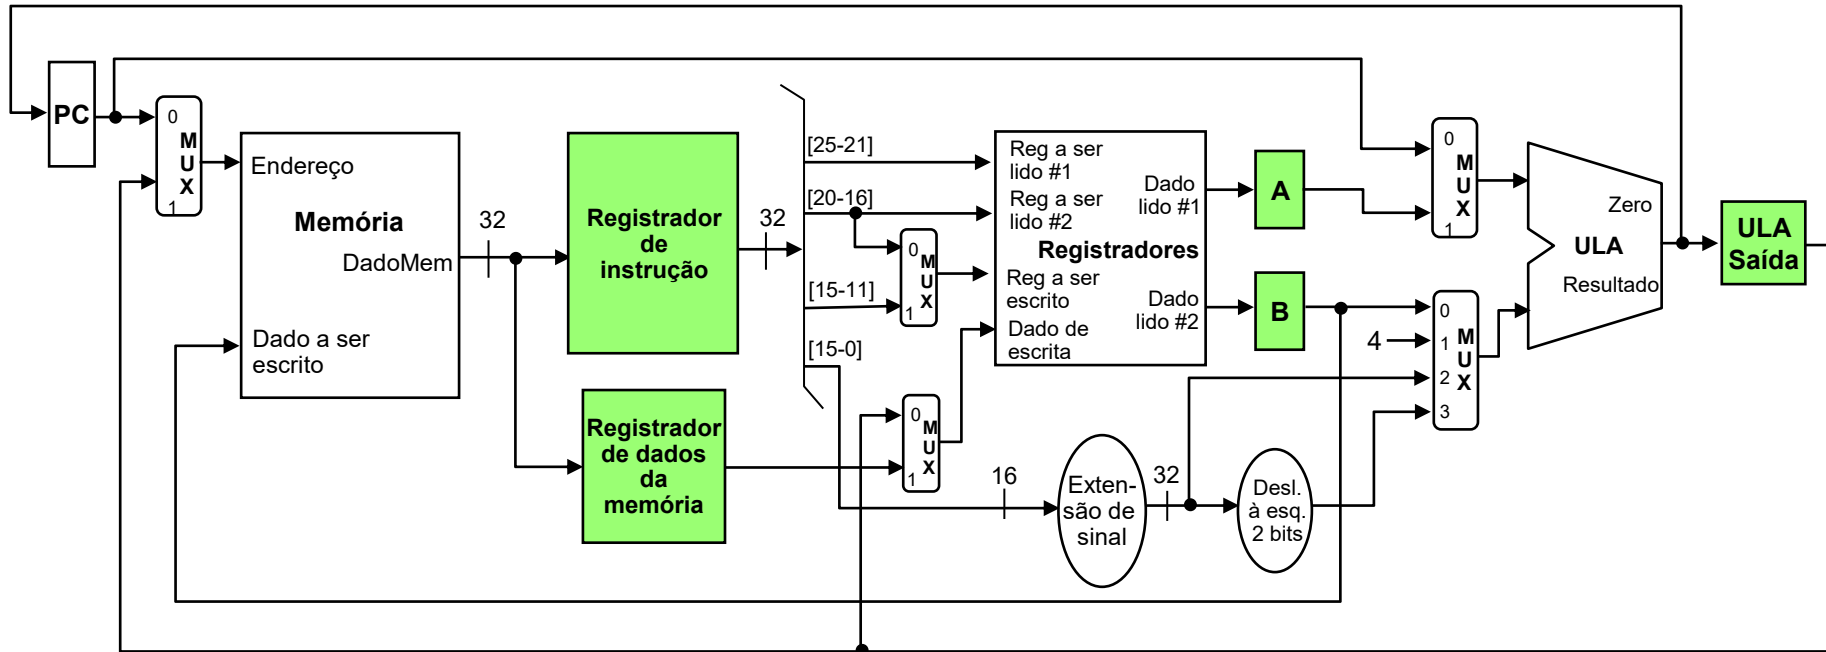 PC
0
M
U
X
1
Endereço
Memória
DadoMem
Dado a ser
escrito
32
Registrador
de
instrução
32
Registrador
de dados
da
memória
[25-21]
[20-16]
[15-11]
[15-0]
0
M
U
X
1
0
M
U
X
1
Reg a ser
lido #1
Reg a ser
lido #2
Registradores
Reg a ser
escrito
Dado de
escrita
Dado
lido #1
Dado
lido #2
A
B
16
Exten-
são de
sinal
32
Desl.
à esq.
2 bits
0
M
U
X
1
4
0
1
2
3
M
U
X
Zero
ULA
Resultado
ULA
Saída